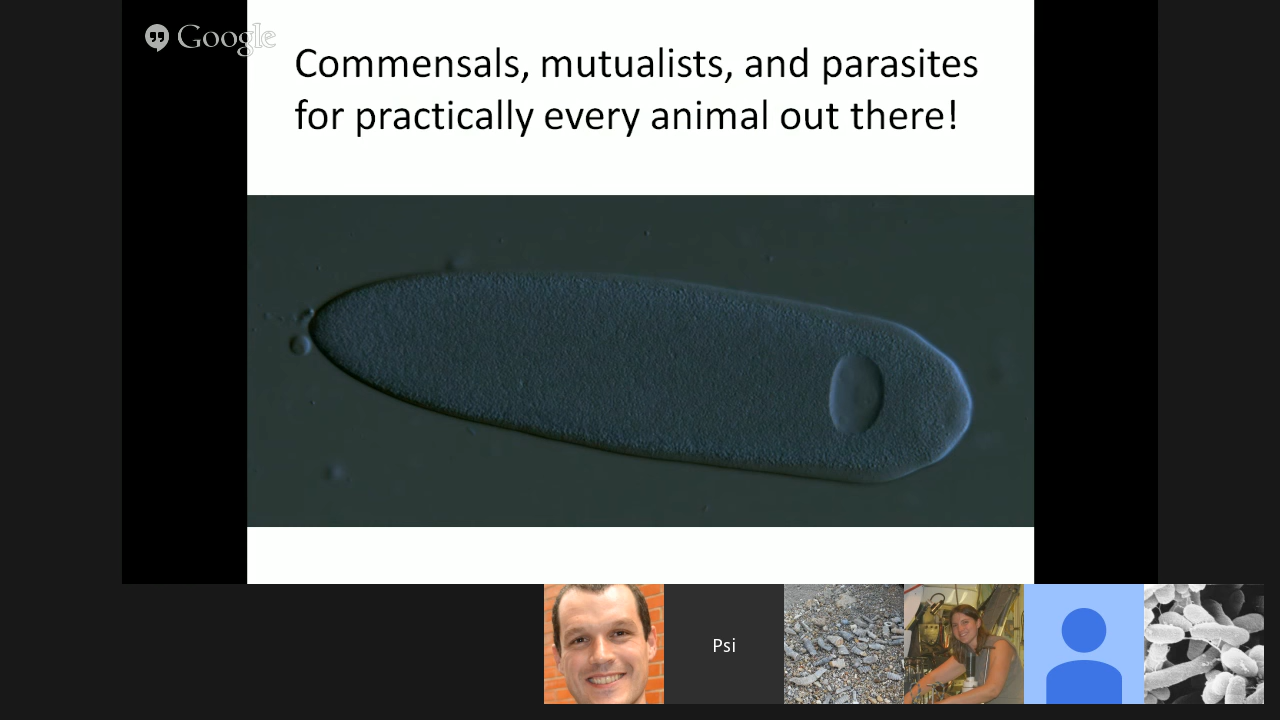 Google
Commensals, mutualists, and parasites
for practically every animal out there!
Psi